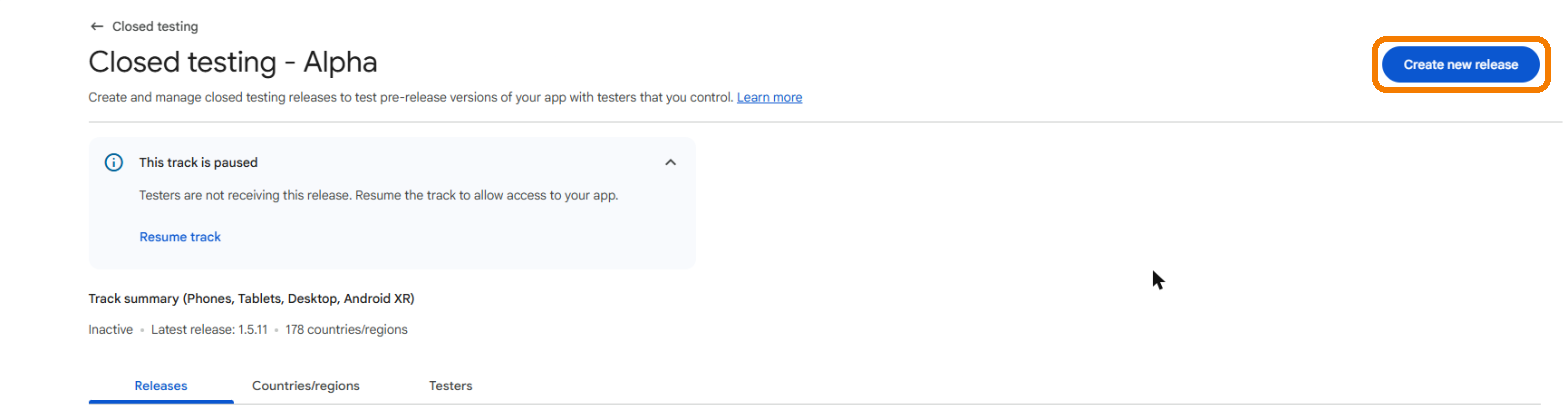 ← Closed testing
Closed testing - Alpha
Create new release
Create and manage closed testing releases to test pre-release versions of your app with testers that you control. Learn more
This track is paused
Testers are not receiving this release. Resume the track to allow access to your app.
Resume track
Track summary (Phones, Tablets, Desktop, Android XR)
Inactive • Latest release: 1.5.11 • 178 countries/regions
Releases Countries/regions Testers